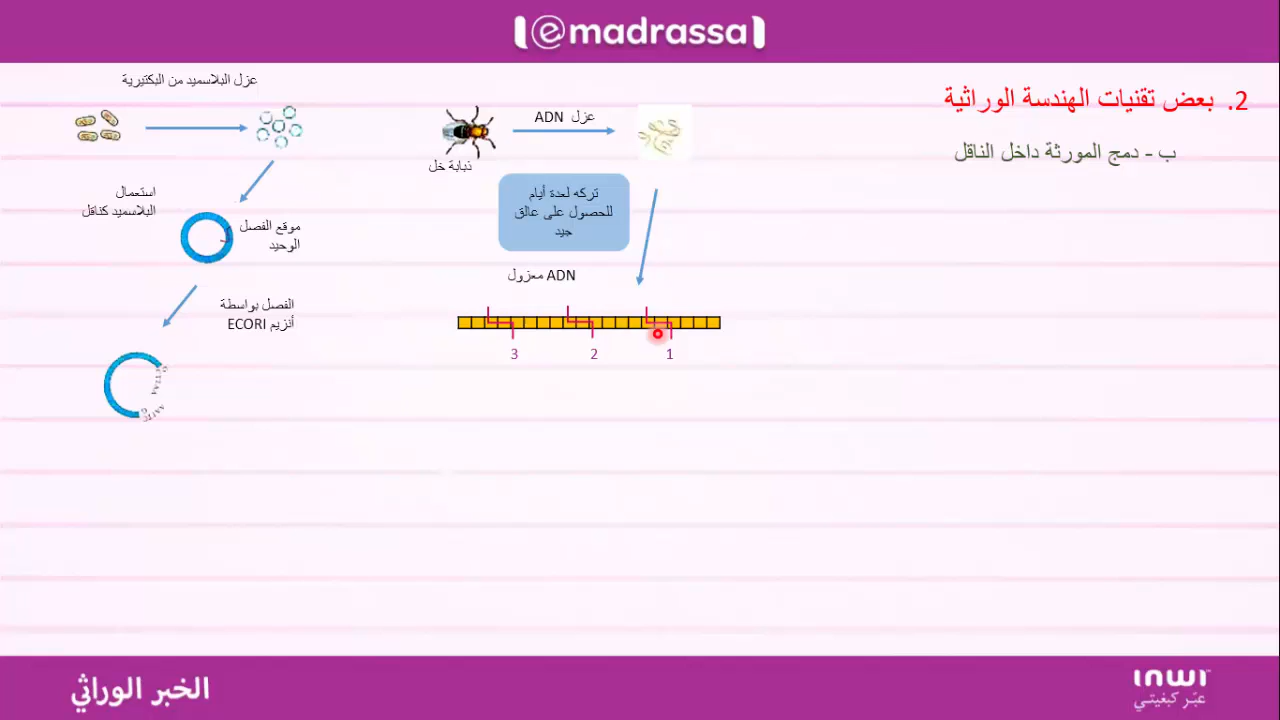 @madrassa
2. بعض تقنيات الهندسة الوراثية
ب - دمج المورثة داخل الناقل
عزل البلاسميد من البكتيرية
عزل ADN
ذبابة خل
استعمال
البلاسميد كناقل
موقع الفصل
الوحيد
تركه لعدة أيام
للحصول على عالق
جيد
ADN معزول
الفصل بواسطة
أنزيم ECORI
3
2
1
الخبر الوراثي
inwi
عبّر كيفبغيتي